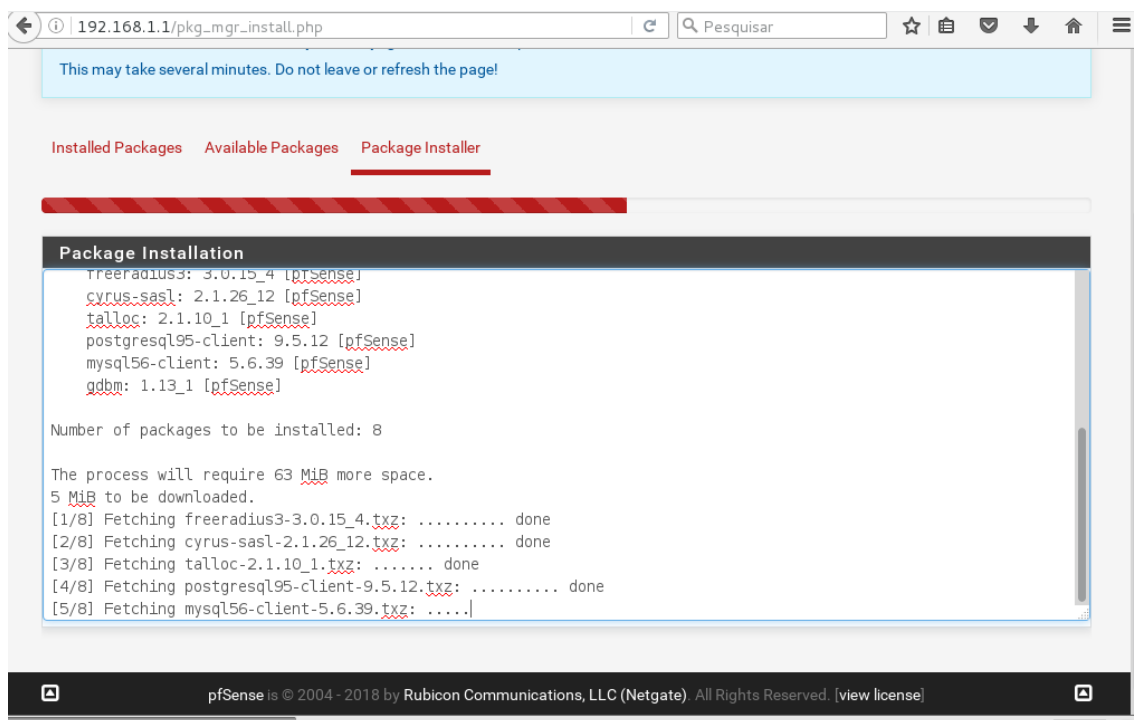 192.168.1.1/pkg_mgr_install.php
Pesquisar
This may take several minutes. Do not leave or refresh the page!
Installed Packages Available Packages Package Installer
Package Installation
freeradius3: 3.0.15_4 [pfSense]
cyrus-sasl: 2.1.26_12 [pfSense]
talloc: 2.1.10_1 [pfSense]
postgresql95-client: 9.5.12 [pfSense]
mysql56-client: 5.6.39 [pfSense]
gdbm: 1.13_1 [pfSense]
Number of packages to be installed: 8
The process will require 63 MiB more space.
5 MiB to be downloaded.
[1/8] Fetching freeradius3-3.0.15_4.txz: .......... done
[2/8] Fetching cyrus-sasl-2.1.26_12.txz: .......... done
[3/8] Fetching talloc-2.1.10_1.txz: ....... done
[4/8] Fetching postgresql95-client-9.5.12.txz: .......... done
[5/8] Fetching mysql56-client-5.6.39.txz: .....
pfSense is © 2004 - 2018 by Rubicon Communications, LLC (Netgate). All Rights Reserved. [view license]